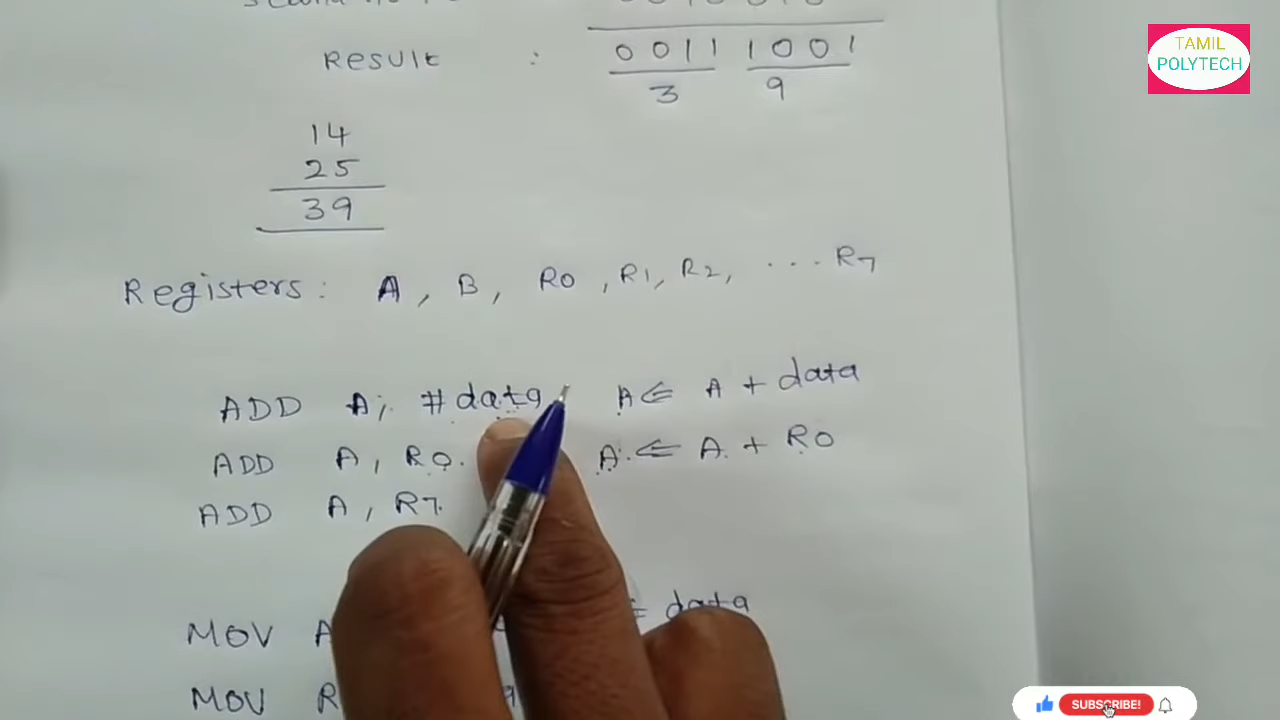 Result : 0011 1001
3 9
14
25
39
Registers: A, B, R0, R1, R2, ... R7
ADD A, #data A ⇐ A + data
ADD A, R0. A ⇐ A + R0
ADD A, R7.
MOV A data
MOV R
TAMIL
POLYTECH
SUBSCRIBE!